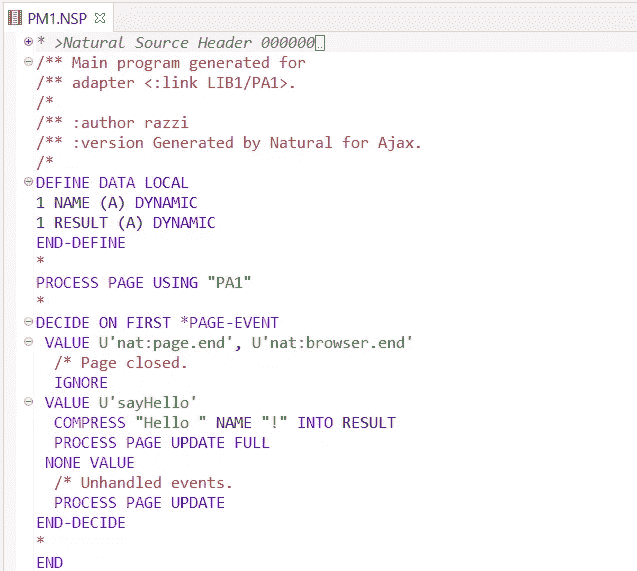 PM1.NSP
* >Natural Source Header 000000..
/** Main program generated for
/** adapter <:link LIB1/PA1>.
/*
/** :author razzi
/** :version Generated by Natural for Ajax.
/*
DEFINE DATA LOCAL
1 NAME (A) DYNAMIC
1 RESULT (A) DYNAMIC
END-DEFINE
*
PROCESS PAGE USING "PA1"
*
DECIDE ON FIRST *PAGE-EVENT
VALUE U'nat:page.end', U'nat:browser.end'
/* Page closed.
IGNORE
VALUE U'sayHello'
COMPRESS "Hello " NAME "!" INTO RESULT
PROCESS PAGE UPDATE FULL
NONE VALUE
/* Unhandled events.
PROCESS PAGE UPDATE
END-DECIDE
*
END